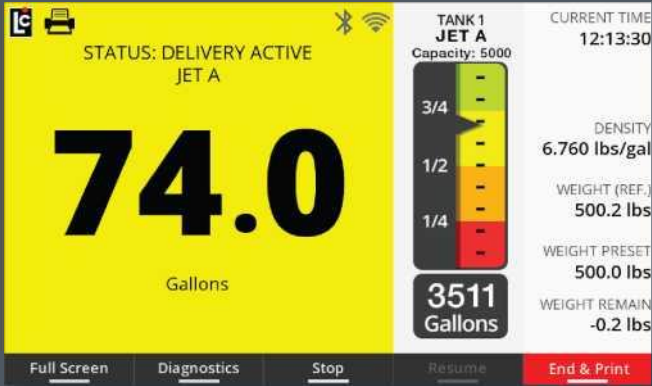 LC
STATUS: DELIVERY ACTIVE
JET A
74.0
Gallons
TANK 1
JET A
Capacity: 5000
3/4
1/2
1/4
3511
Gallons
CURRENT TIME
12:13:30
DENSITY
6.760 lbs/gal
WEIGHT (REF.)
500.2 lbs
WEIGHT PRESET
500.0 lbs
WEIGHT REMAIN
-0.2 lbs
Full Screen
Diagnostics
Stop
Resume
End & Print